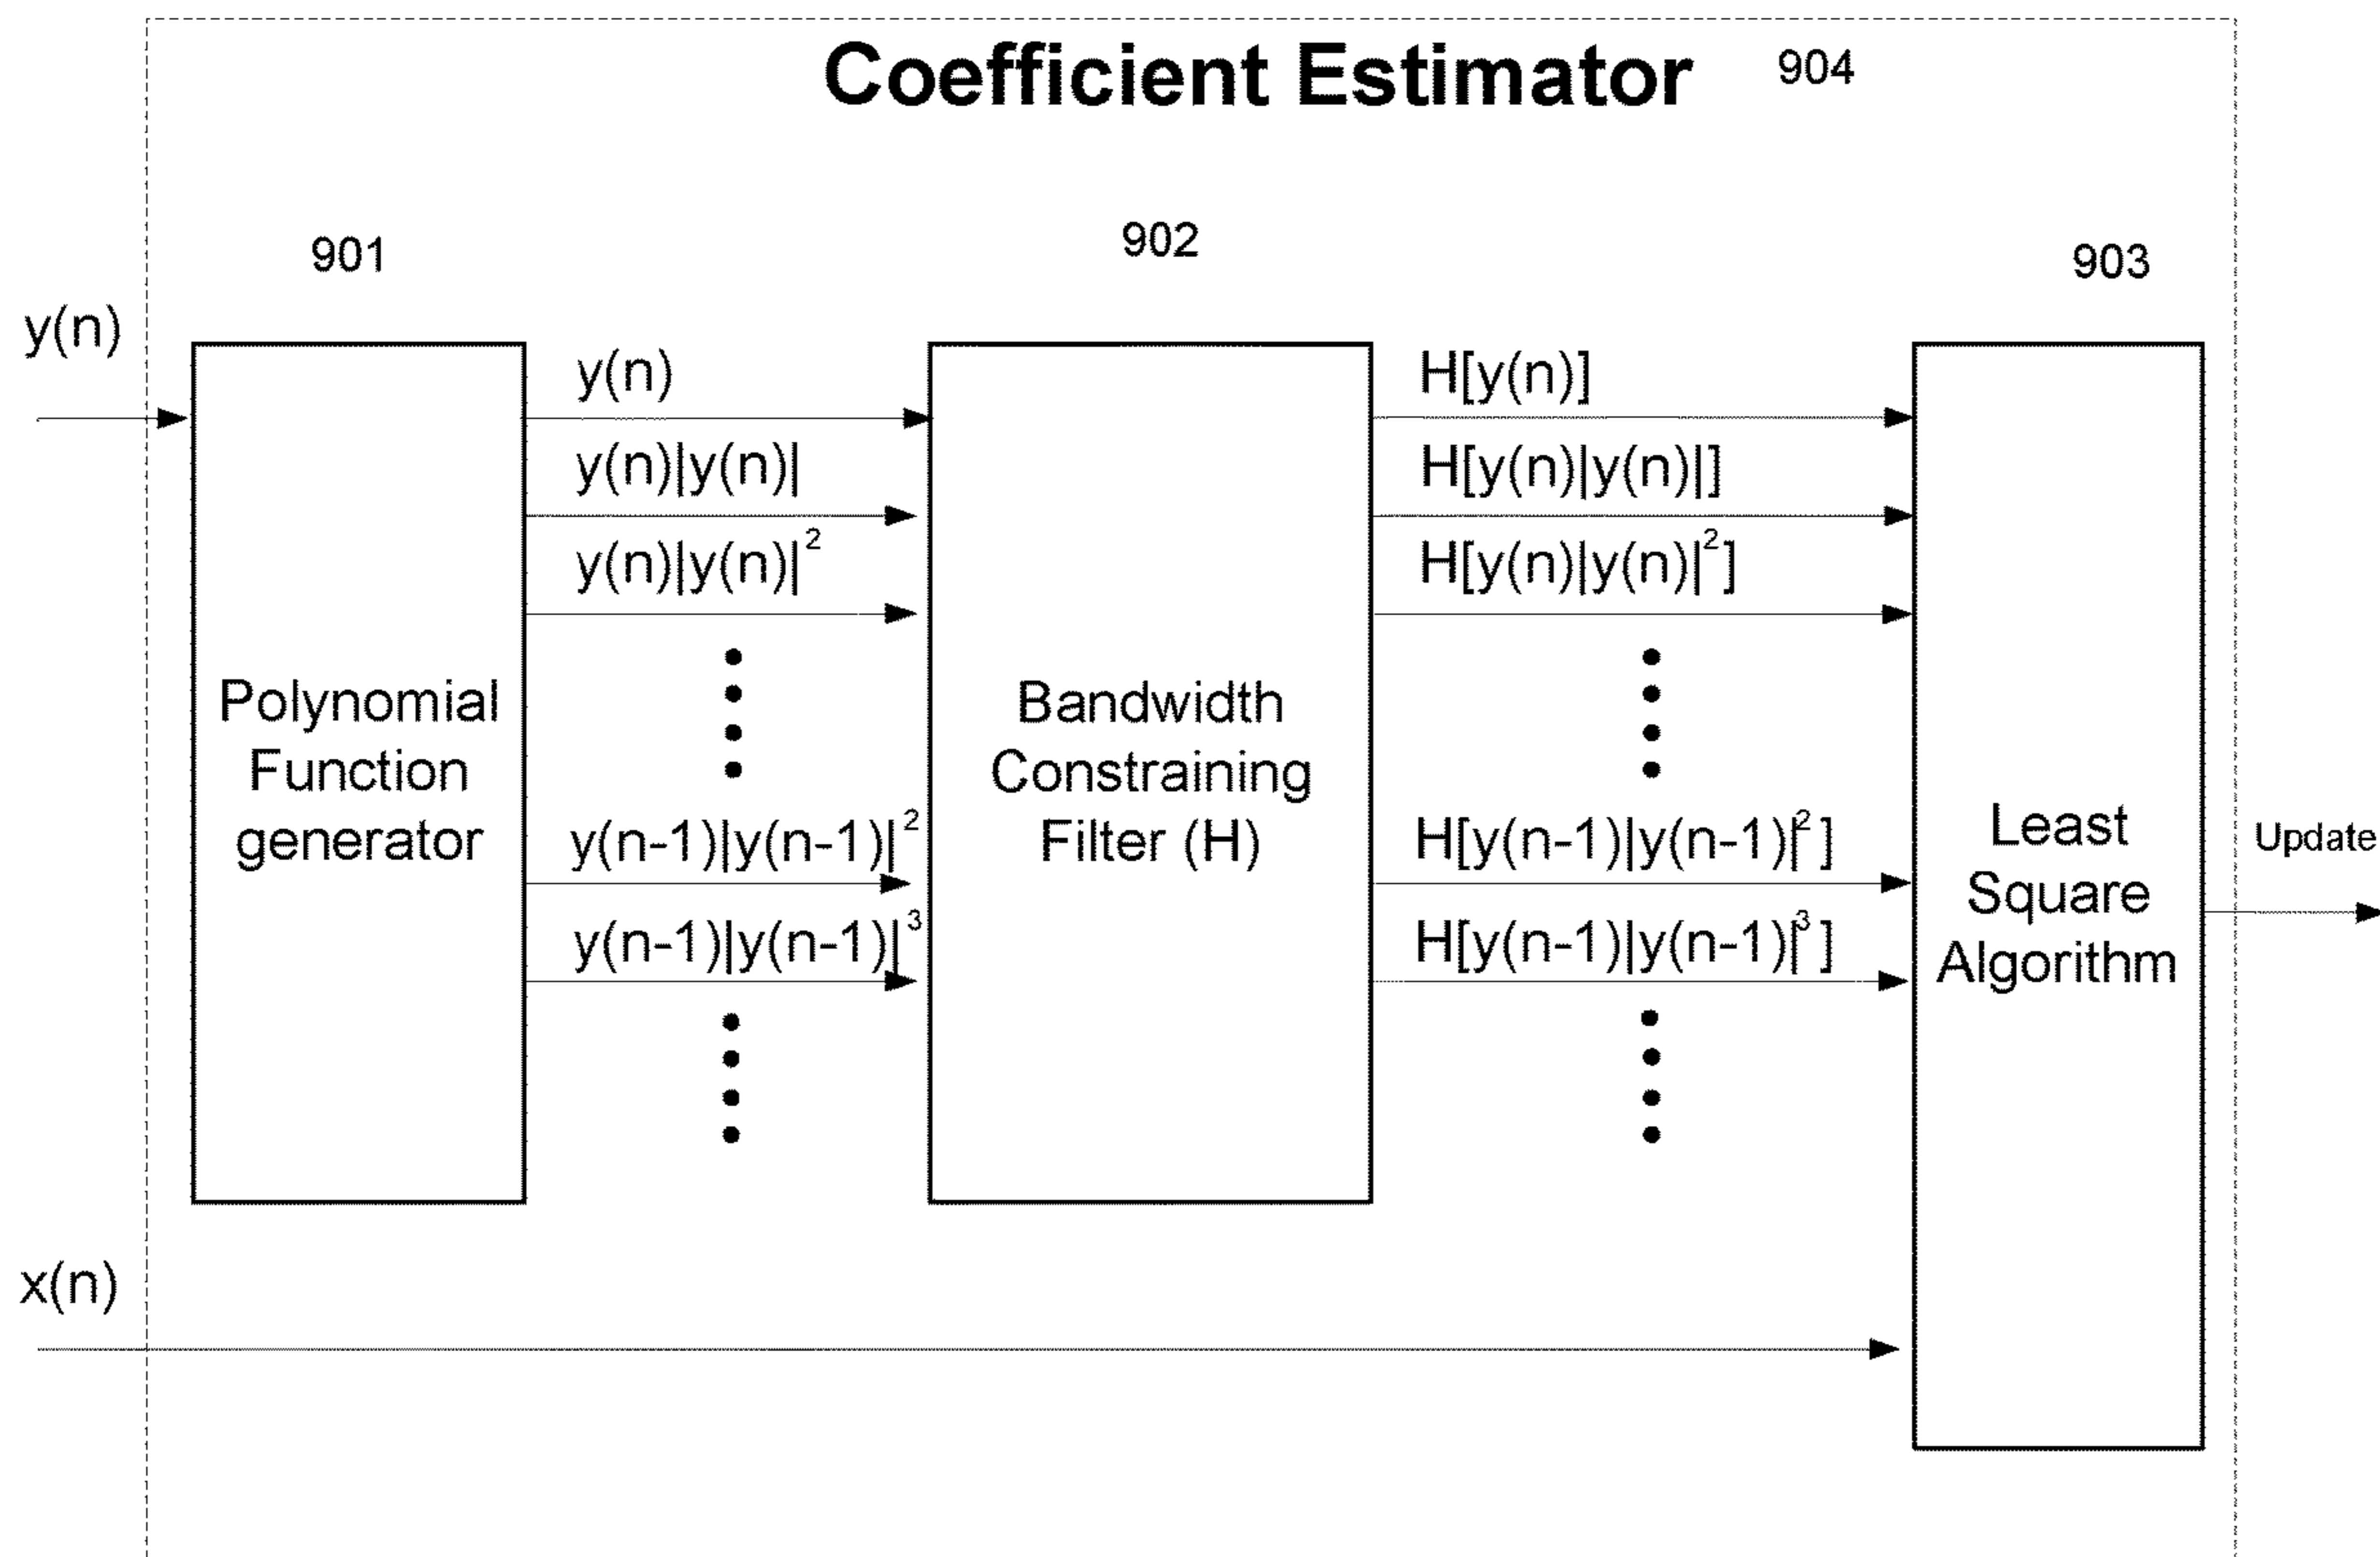 Coefficient Estimator 904
901
902
903
y(n)
y(n)
y(n)|y(n)|
y(n)|y(n)|²
y(n-1)|y(n-1)|²
y(n-1)|y(n-1)|³
H[y(n)]
H[y(n)|y(n)|]
H[y(n)|y(n)|²]
H[y(n-1)|y(n-1)|²]
H[y(n-1)|y(n-1)|³]
Polynomial
Function
generator
Bandwidth
Constraining
Filter (H)
Least
Square
Algorithm
Update
x(n)